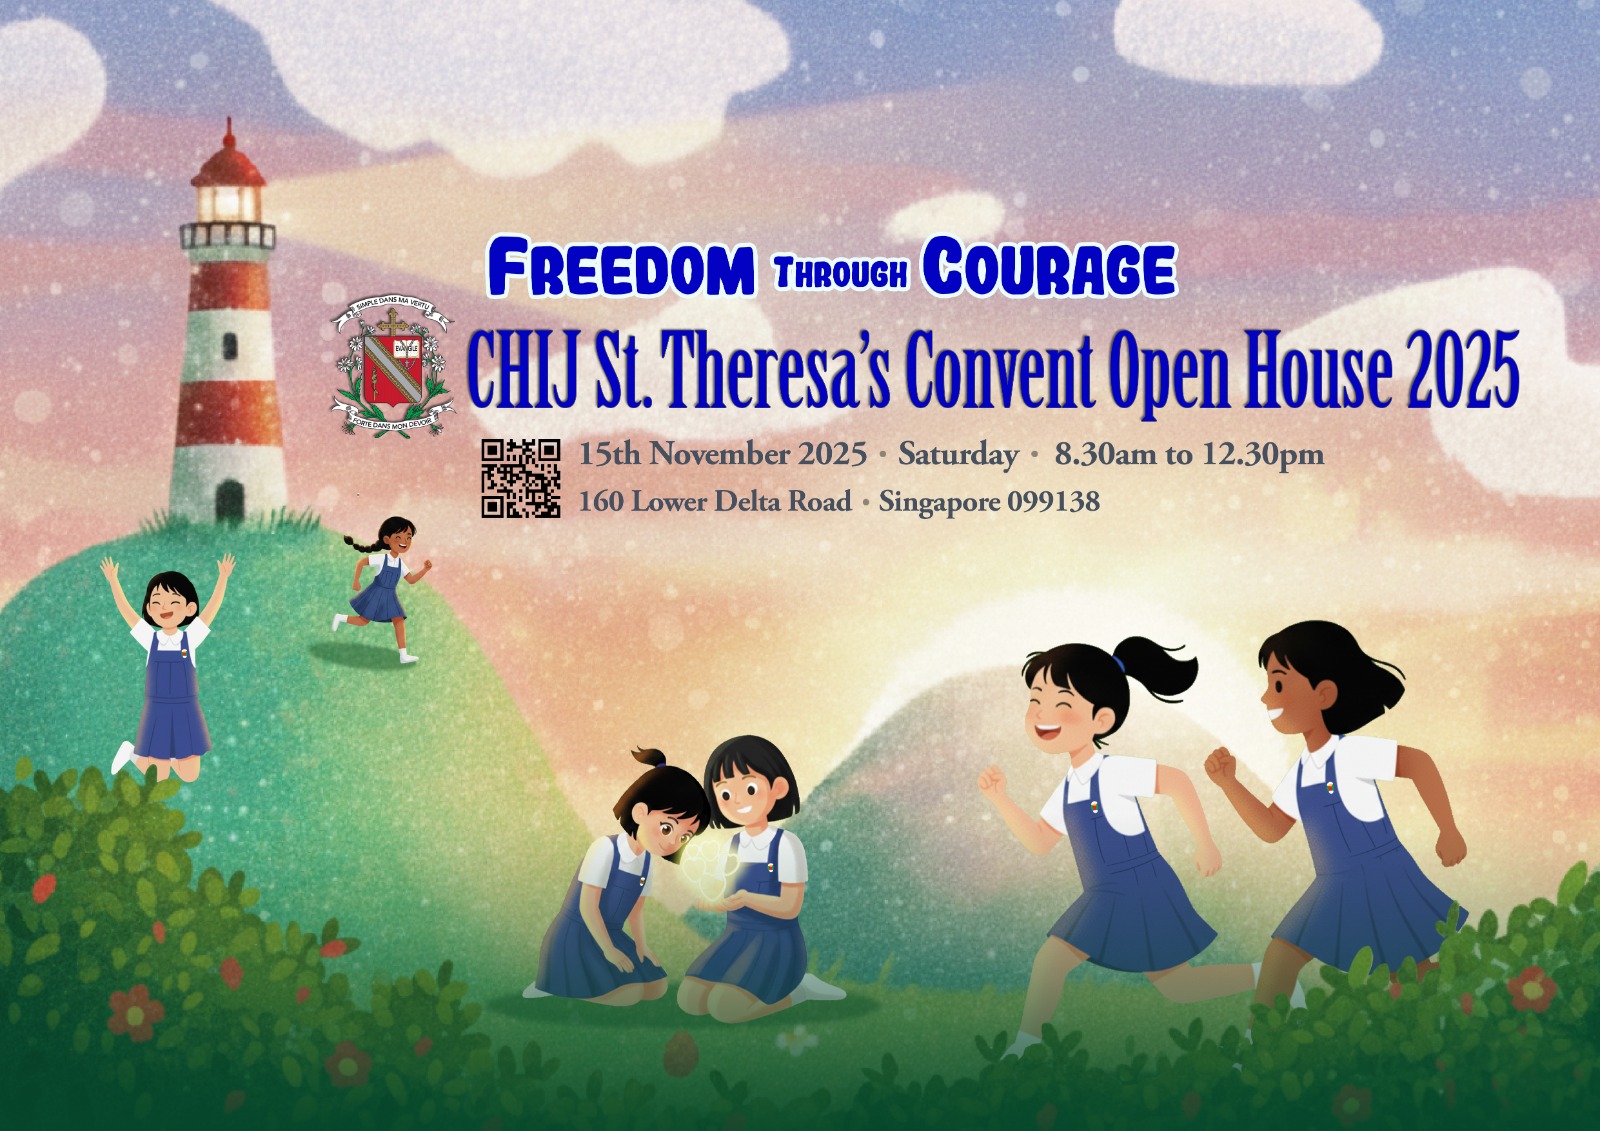 FREEDOM THROUGH COURAGE
SIMPLE DANS MA VERTU
EVANGILE
FORTE DANS MON DEVOIR
CHIJ St. Theresa's Convent Open House 2025
15th November 2025 • Saturday • 8.30am to 12.30pm
160 Lower Delta Road • Singapore 099138